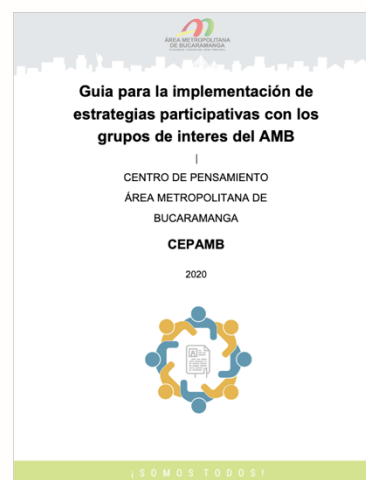 ÁREA METROPOLITANA
DE BUCARAMANGA
Guia para la implementación de
estrategias participativas con los
grupos de interes del AMB
|
CENTRO DE PENSAMIENTO
ÁREA METROPOLITANA DE
BUCARAMANGA
CEPAMB
2020
¡SOMOS TODOS!